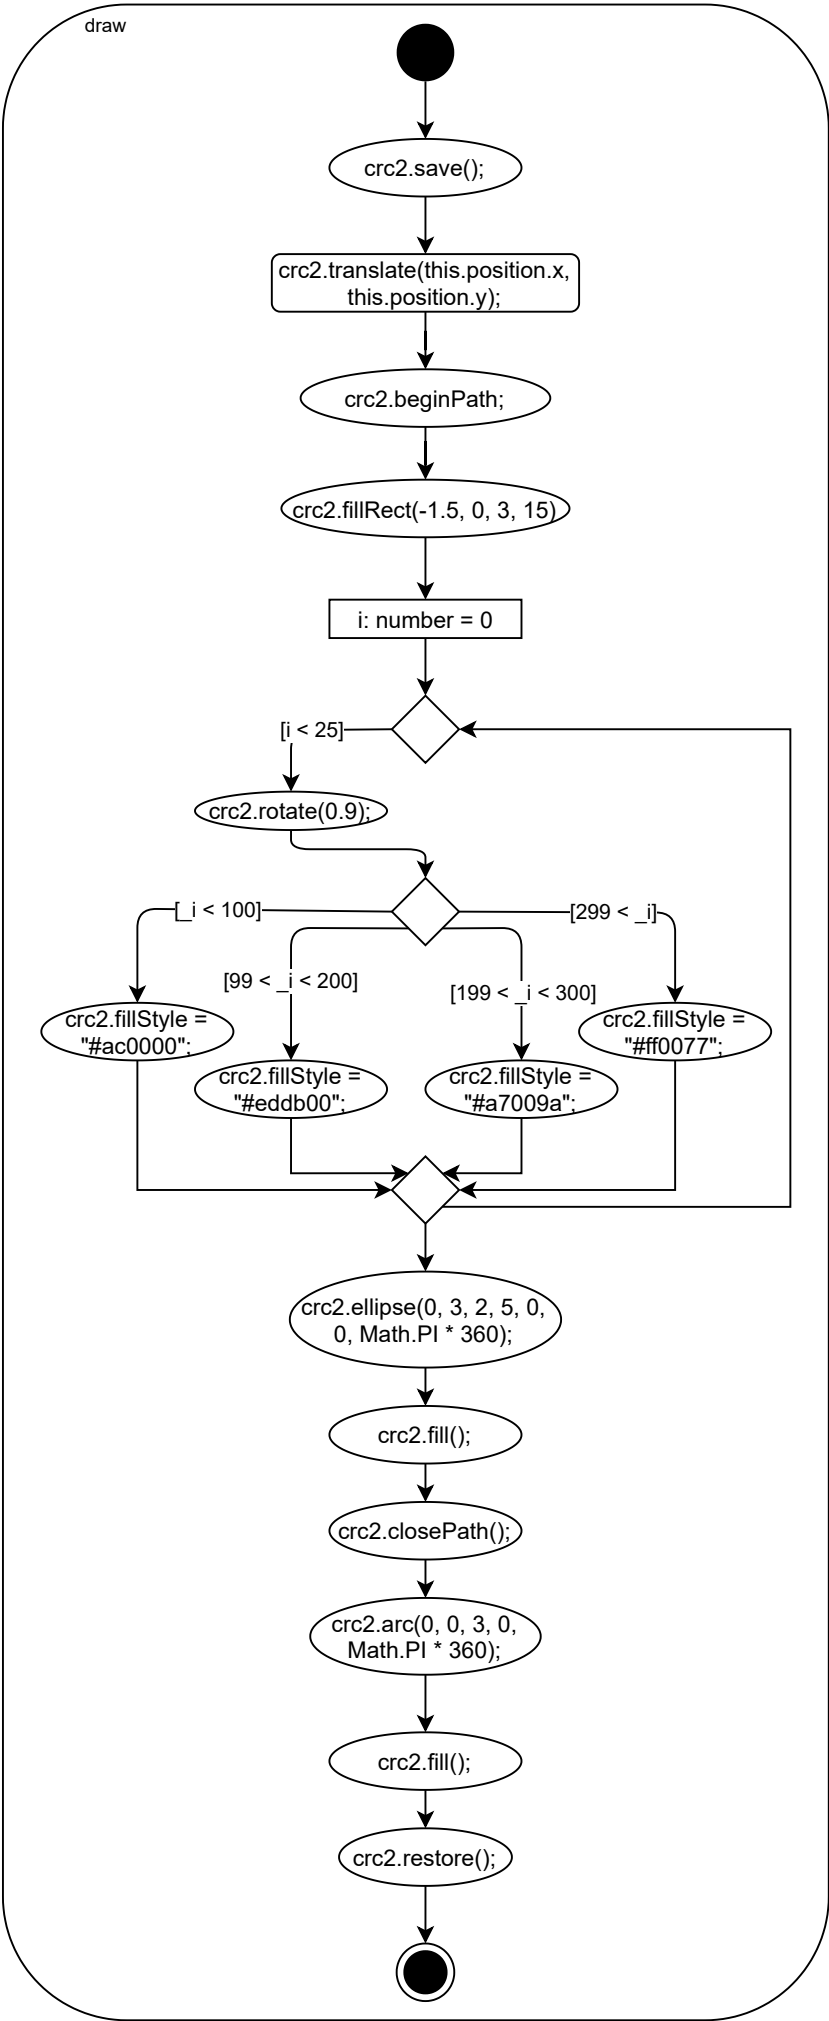 draw
crc2.save();
crc2.translate(this.position.x,
this.position.y);
crc2.beginPath;
crc2.fillRect(-1.5, 0, 3, 15)
i: number = 0
[i < 25]
crc2.rotate(0.9);
[_i < 100]
[299 < _i]
[99 < _i < 200]
[199 < _i < 300]
crc2.fillStyle =
"#ac0000";
crc2.fillStyle =
"#ff0077";
crc2.fillStyle =
"#eddb00";
crc2.fillStyle =
"#a7009a";
crc2.ellipse(0, 3, 2, 5, 0,
0, Math.PI * 360);
crc2.fill();
crc2.closePath();
crc2.arc(0, 0, 3, 0,
Math.PI * 360);
crc2.fill();
crc2.restore();